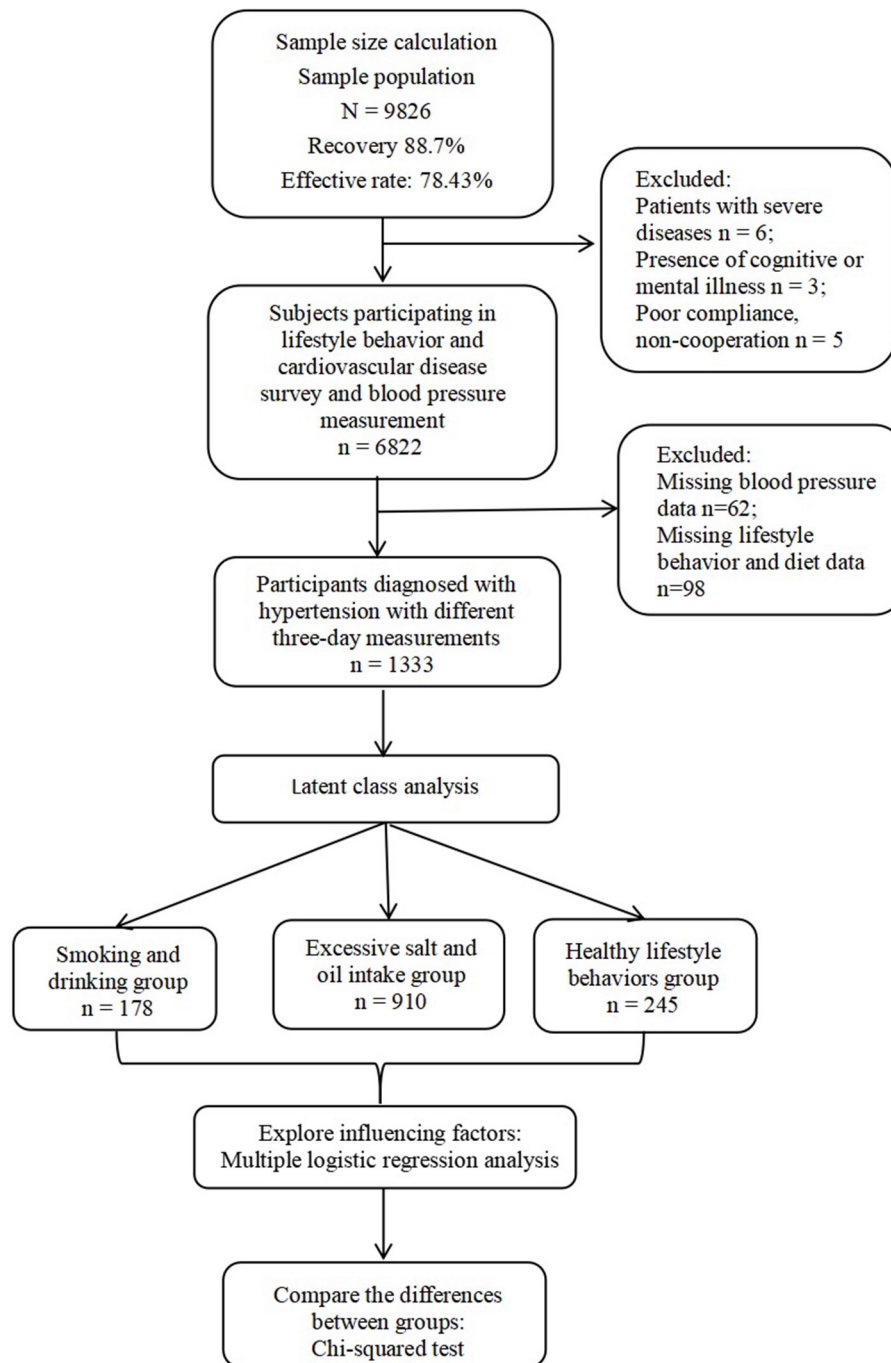 Sample size calculation
Sample population
N = 9826
Recovery 88.7%
Effective rate: 78.43%
Excluded:
Patients with severe
diseases n = 6;
Presence of cognitive or
mental illness n = 3;
Poor compliance,
non-cooperation n = 5
Subjects participating in
lifestyle behavior and
cardiovascular disease
survey and blood pressure
measurement
n = 6822
Excluded:
Missing blood pressure
data n=62;
Missing lifestyle
behavior and diet data
n=98
Participants diagnosed with
hypertension with different
three-day measurements
n = 1333
Latent class analysis
Smoking and
drinking group
n = 178
Excessive salt and
oil intake group
n = 910
Healthy lifestyle
behaviors group
n = 245
Explore influencing factors:
Multiple logistic regression analysis
Compare the differences
between groups:
Chi-squared test